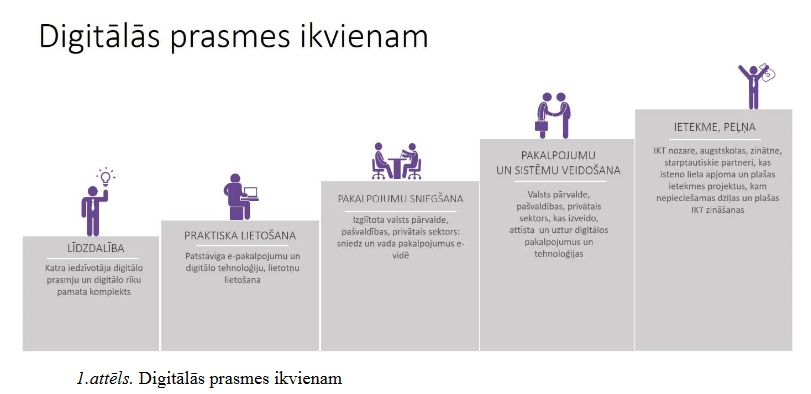 Digitālās prasmes ikvienam
LĪDZDALĪBA
Katra iedzīvotāja digitālo
prasmju un digitālo rīku
pamata komplekts
PRAKTISKA LIETOŠANA
Patstāvīga e-pakalpojumu un
digitālo tehnoloģiju, lietotņu
lietošana
PAKALPOJUMU SNIEGŠANA
Izglītota valsts pārvalde,
pašvaldības, privātais sektors:
sniedz un vada pakalpojumus e-
vidē
PAKALPOJUMU
UN SISTĒMU VEIDOŠANA
Valsts pārvalde,
pašvaldības, privātais
sektors, kas izveido,
attīsta un uztur digitālos
pakalpojumus un
tehnoloģijas
IETEKME, PEĻŅA
IKT nozare, augstskolas, zinātne,
starptautiskie partneri, kas
īsteno liela apjoma un plašas
ietekmes projektus, kam
nepieciešamas dziļas un plašas
IKT zināšanas
1.attēls. Digitālās prasmes ikvienam